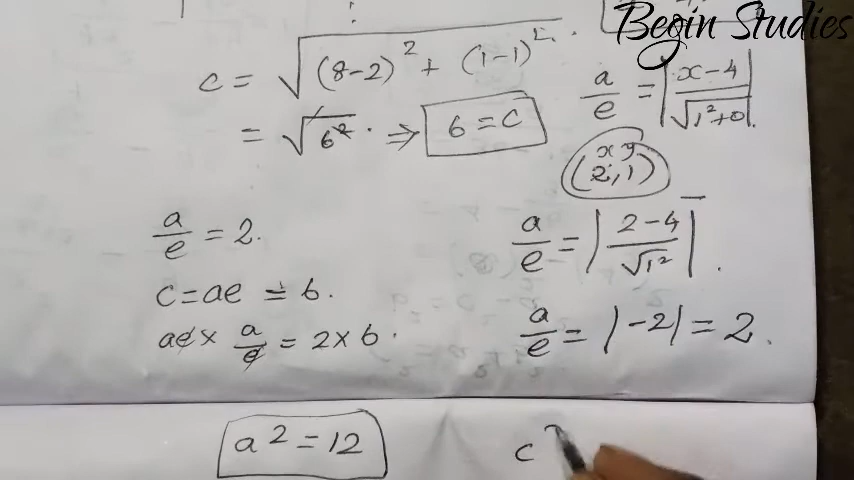 Begin Studies
c = √((8-2)² + (1-1)²).
= √6² . ⇒ 6 = c
a/e = |x-4 / √1²+0|.
x y
(2, 1)
a/e = |2-4 / √1²|.
a/e = |-2| = 2.
a/e = 2.
c = ae = 6.
ae × a/e = 2 × 6.
a² = 12
c